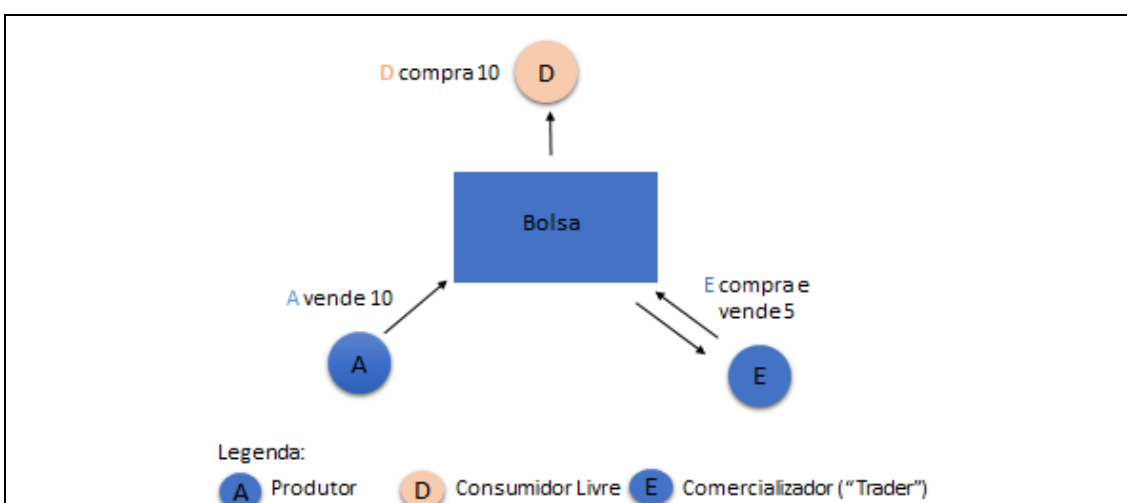 D compra 10
D
Bolsa
A vende 10
E compra e
vende 5
A
E
Legenda:
A Produtor D Consumidor Livre E Comercializador ("Trader")